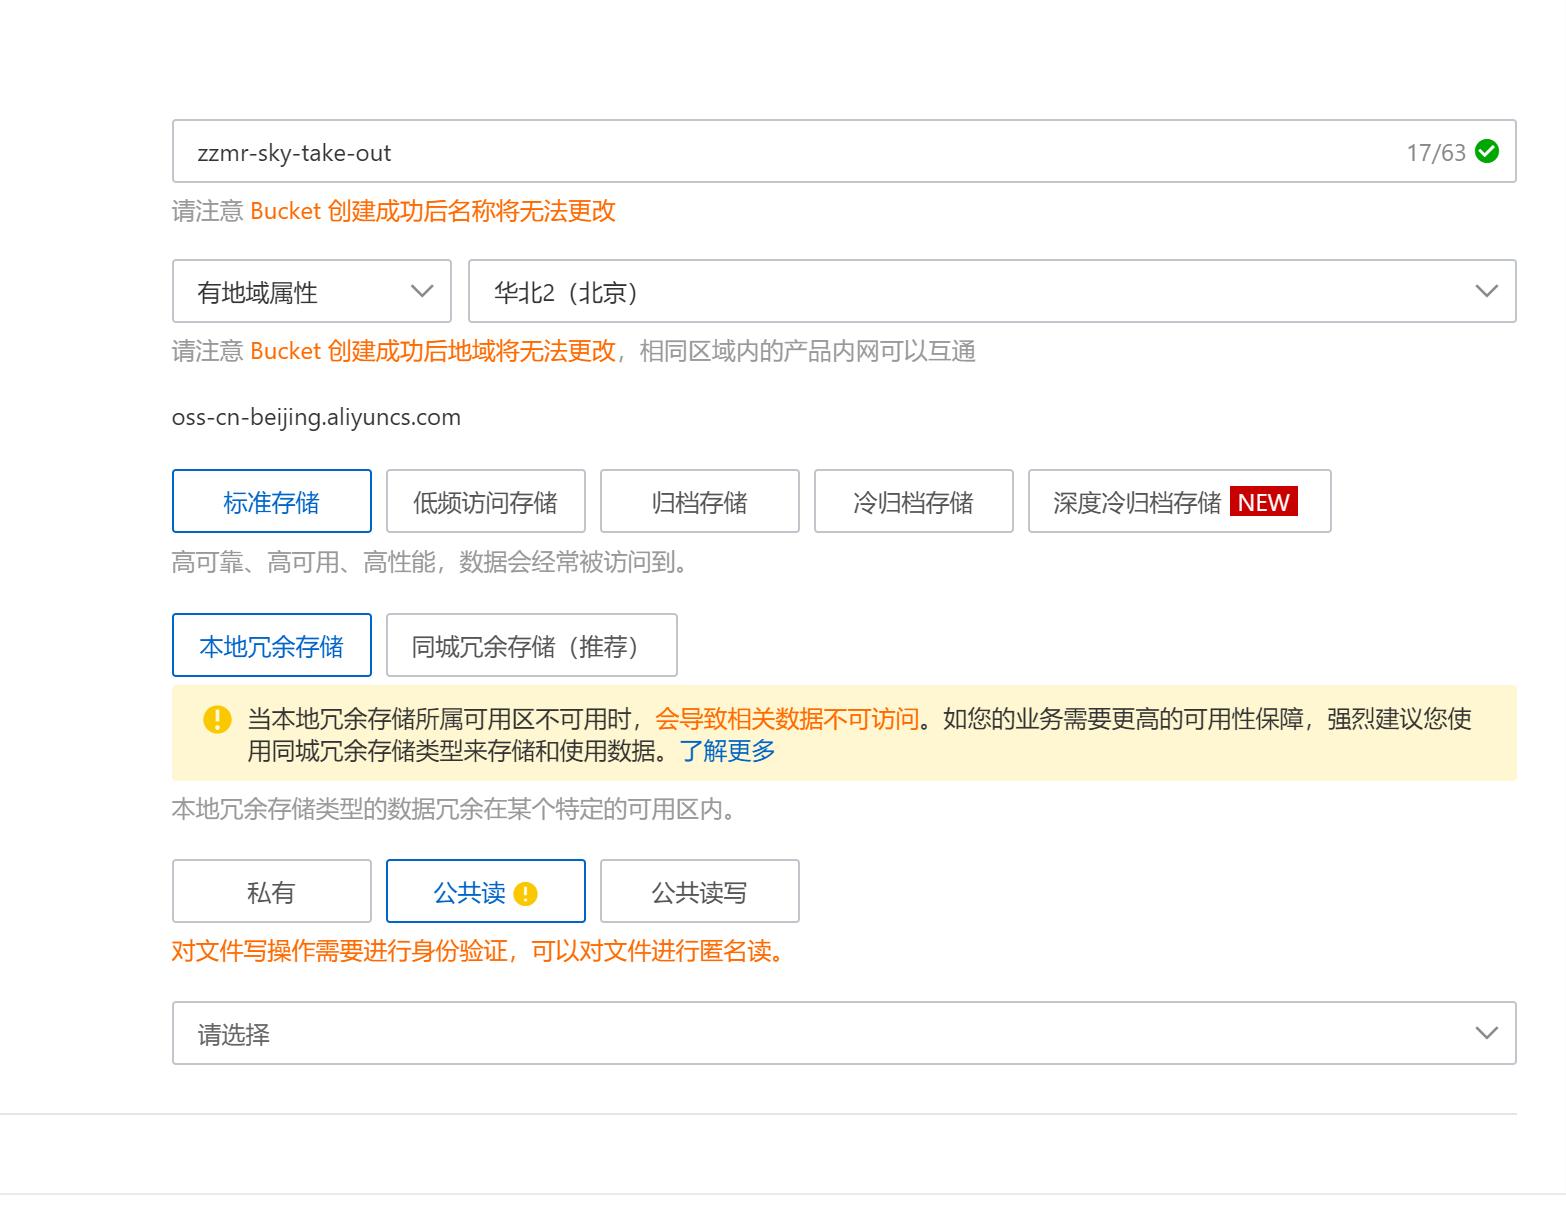 zzmr-sky-take-out 17/63
请注意 Bucket 创建成功后名称将无法更改
有地域属性 华北2（北京）
请注意 Bucket 创建成功后地域将无法更改，相同区域内的产品内网可以互通
oss-cn-beijing.aliyuncs.com
标准存储 低频访问存储 归档存储 冷归档存储 深度冷归档存储 NEW
高可靠、高可用、高性能，数据会经常被访问到。
本地冗余存储 同城冗余存储（推荐）
当本地冗余存储所属可用区不可用时，会导致相关数据不可访问。如您的业务需要更高的可用性保障，强烈建议您使
用同城冗余存储类型来存储和使用数据。了解更多
本地冗余存储类型的数据冗余在某个特定的可用区内。
私有 公共读 公共读写
对文件写操作需要进行身份验证，可以对文件进行匿名读。
请选择